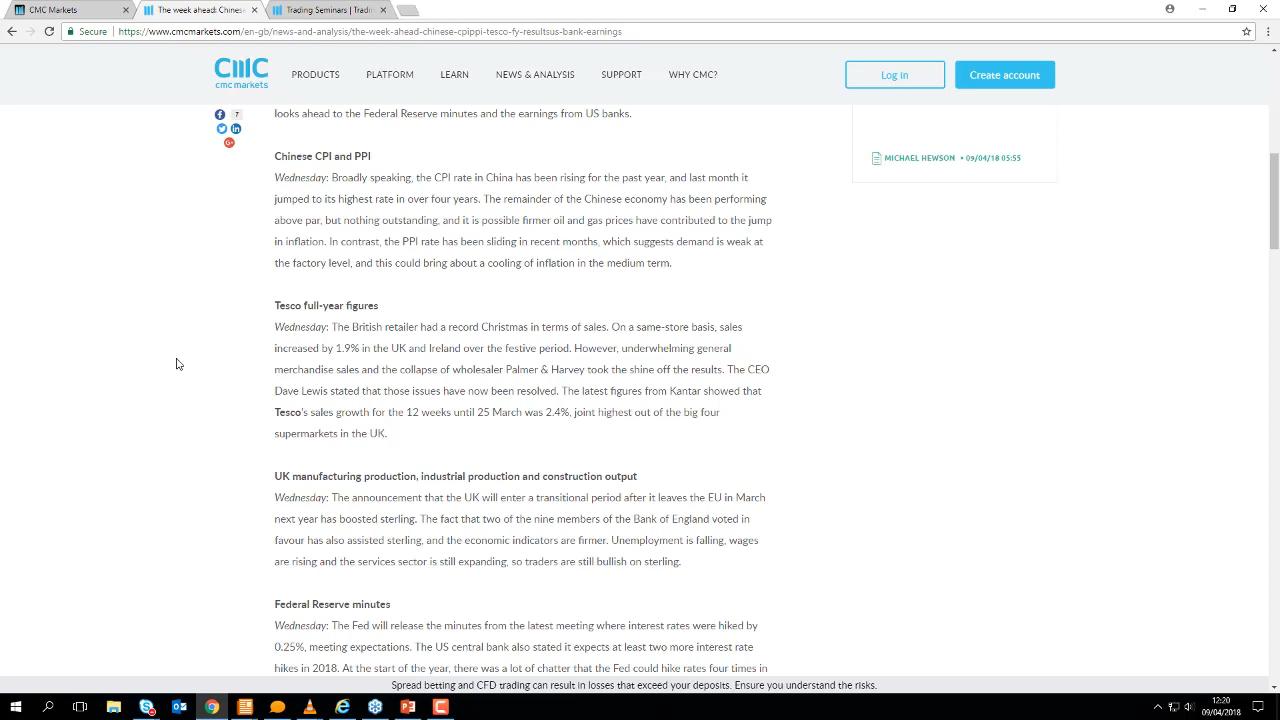 CMC Markets
The week ahead: Chinese
Trading Seminars | Tradin
Secure
https://www.cmcmarkets.com/en-gb/news-and-analysis/the-week-ahead-chinese-cpippi-tesco-fy-resultsus-bank-earnings
cmc markets
PRODUCTS
PLATFORM
LEARN
NEWS & ANALYSIS
SUPPORT
WHY CMC?
Log in
Create account
7
looks ahead to the Federal Reserve minutes and the earnings from US banks.
MICHAEL HEWSON • 09/04/18 05:55
Chinese CPI and PPI
Wednesday: Broadly speaking, the CPI rate in China has been rising for the past year, and last month it
jumped to its highest rate in over four years. The remainder of the Chinese economy has been performing
above par, but nothing outstanding, and it is possible firmer oil and gas prices have contributed to the jump
in inflation. In contrast, the PPI rate has been sliding in recent months, which suggests demand is weak at
the factory level, and this could bring about a cooling of inflation in the medium term.
Tesco full-year figures
Wednesday: The British retailer had a record Christmas in terms of sales. On a same-store basis, sales
increased by 1.9% in the UK and Ireland over the festive period. However, underwhelming general
merchandise sales and the collapse of wholesaler Palmer & Harvey took the shine off the results. The CEO
Dave Lewis stated that those issues have now been resolved. The latest figures from Kantar showed that
Tesco's sales growth for the 12 weeks until 25 March was 2.4%, joint highest out of the big four
supermarkets in the UK.
UK manufacturing production, industrial production and construction output
Wednesday: The announcement that the UK will enter a transitional period after it leaves the EU in March
next year has boosted sterling. The fact that two of the nine members of the Bank of England voted in
favour has also assisted sterling, and the economic indicators are firmer. Unemployment is falling, wages
are rising and the services sector is still expanding, so traders are still bullish on sterling.
Federal Reserve minutes
Wednesday: The Fed will release the minutes from the latest meeting where interest rates were hiked by
0.25%, meeting expectations. The US central bank also stated it expects at least two more interest rate
hikes in 2018. At the start of the year, there was a lot of chatter that the Fed could hike rates four times in
Spread betting and CFD trading can result in losses that exceed your deposits. Ensure you understand the risks.
12:20
09/04/2018